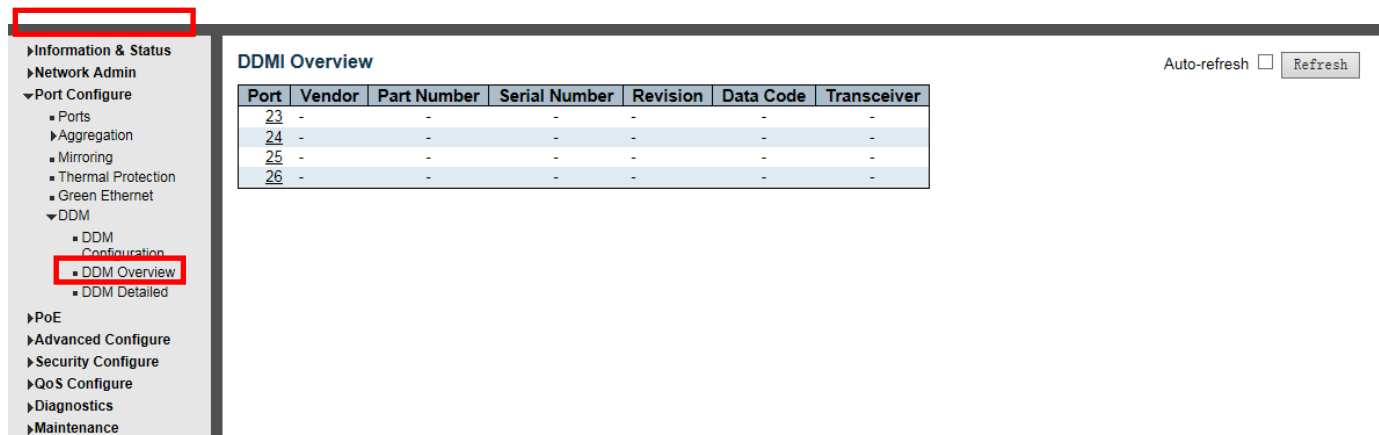 Information & Status
Network Admin
Port Configure
Ports
Aggregation
Mirroring
Thermal Protection
Green Ethernet
DDM
DDM
Configuration
DDM Overview
DDM Detailed
PoE
Advanced Configure
Security Configure
QoS Configure
Diagnostics
Maintenance
DDMI Overview
Auto-refresh Refresh
Port Vendor Part Number Serial Number Revision Data Code Transceiver
23 - - - - - -
24 - - - - - -
25 - - - - - -
26 - - - - - -